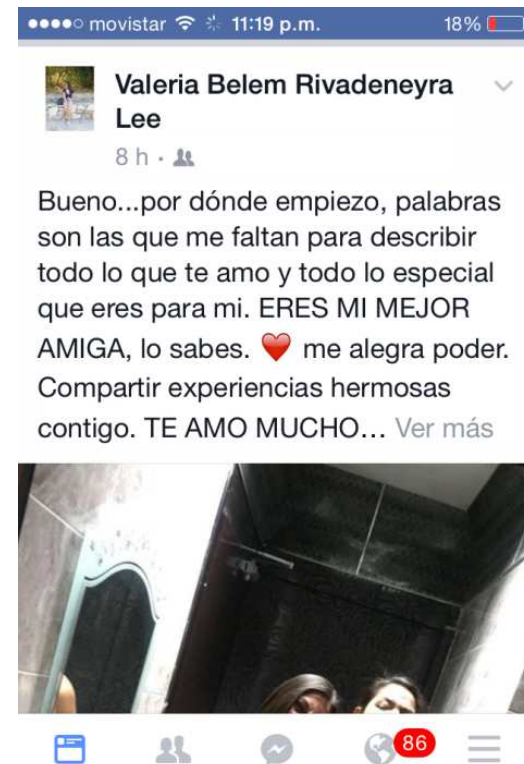 movistar 11:19 p.m. 18%
Valeria Belem Rivadeneyra
Lee
8 h ·
Bueno...por dónde empiezo, palabras
son las que me faltan para describir
todo lo que te amo y todo lo especial
que eres para mi. ERES MI MEJOR
AMIGA, lo sabes. ❤️ me alegra poder.
Compartir experiencias hermosas
contigo. TE AMO MUCHO... Ver más
86